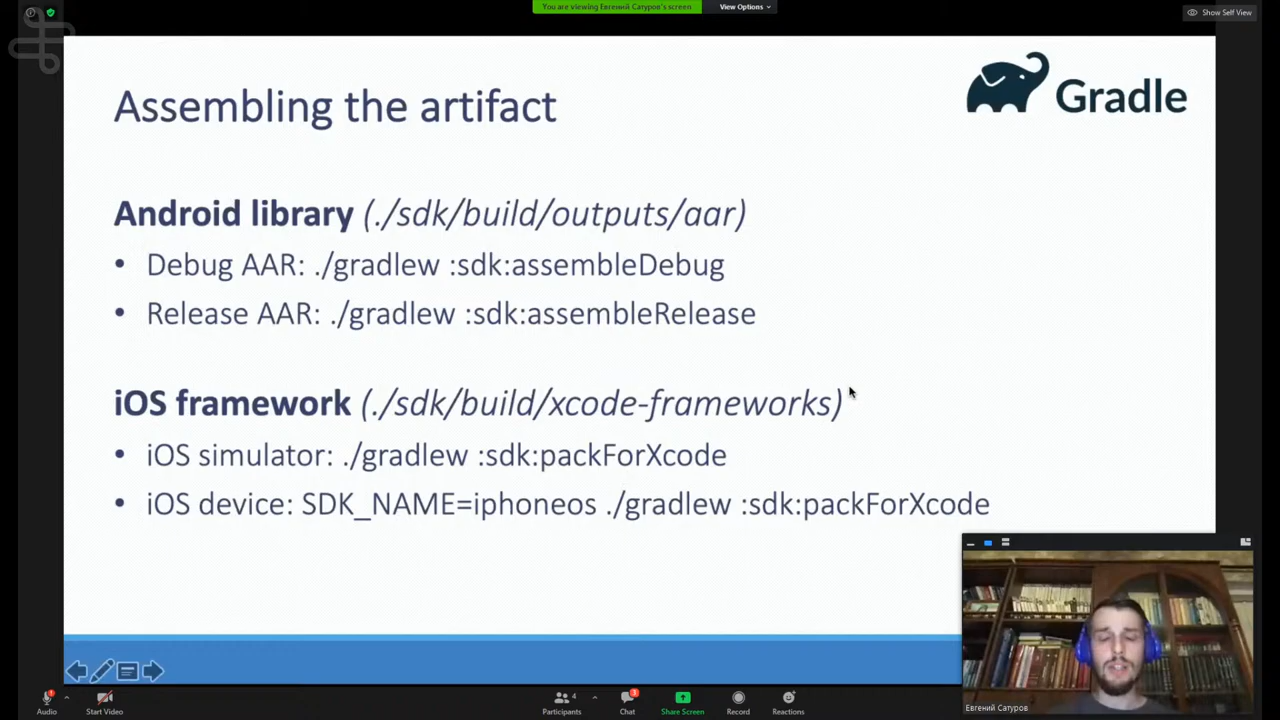 You are viewing Евгений Сатуров's screen
View Options
Show Self View
Assembling the artifact
Gradle
Android library (./sdk/build/outputs/aar)
• Debug AAR: ./gradlew :sdk:assembleDebug
• Release AAR: ./gradlew :sdk:assembleRelease
iOS framework (./sdk/build/xcode-frameworks)
• iOS simulator: ./gradlew :sdk:packForXcode
• iOS device: SDK_NAME=iphoneos ./gradlew :sdk:packForXcode
Евгений Сатуров
Audio
Start Video
Participants
4
Chat
3
Share Screen
Record
Reactions